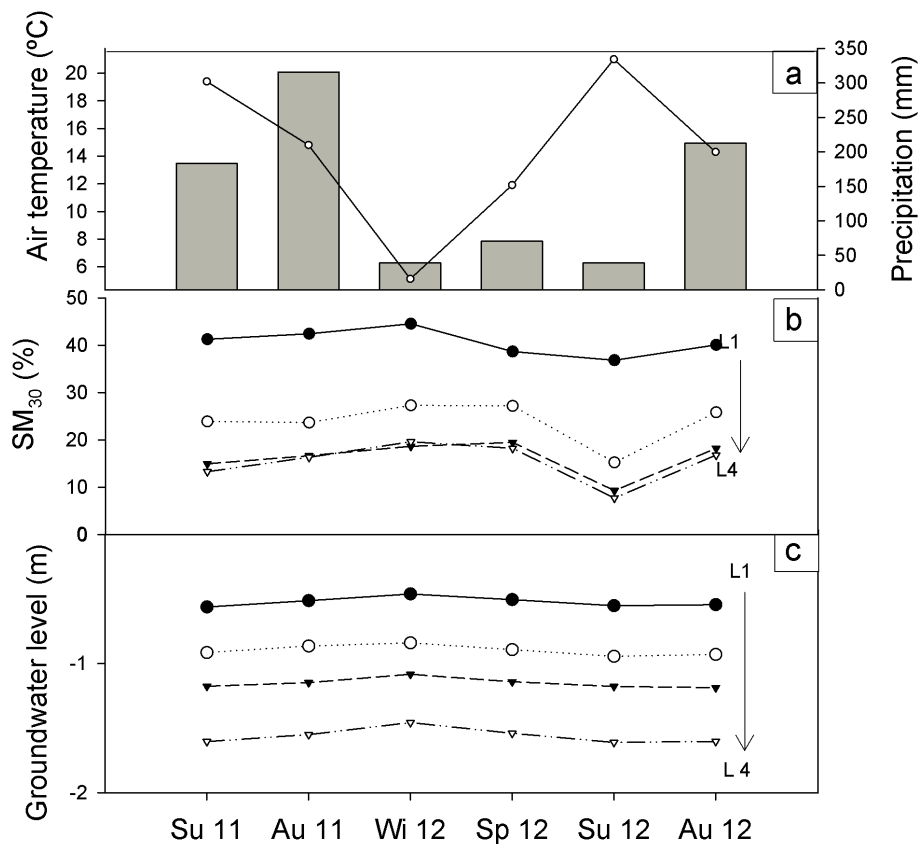 Air temperature (ºC)
20
18
16
14
12
10
8
6
a
350
300
250
200
150
100
50
0
Precipitation (mm)
SM30 (%)
50
40
30
20
10
0
b
L1
L4
Groundwater level (m)
-1
-2
c
L1
L 4
Su 11 Au 11 Wi 12 Sp 12 Su 12 Au 12